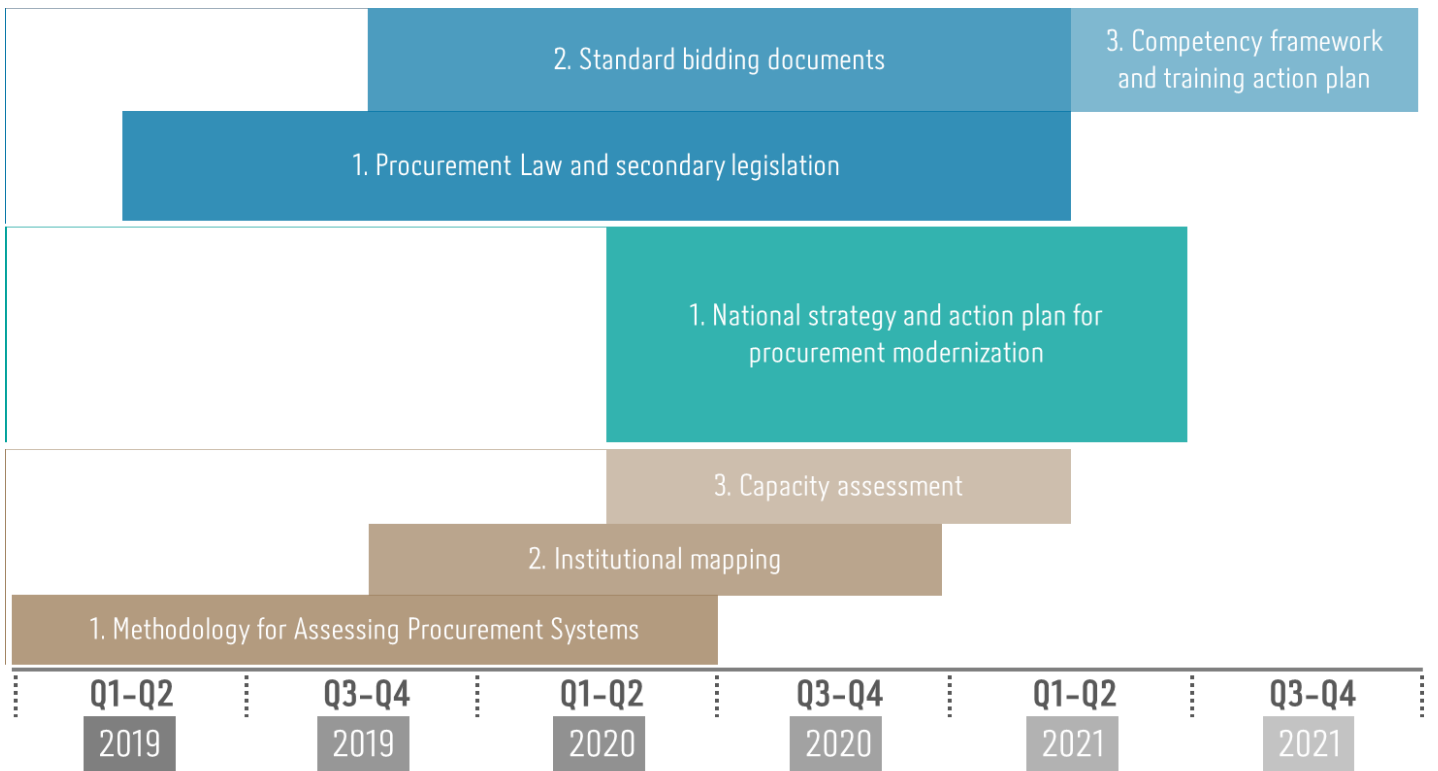 2. Standard bidding documents
3. Competency framework
and training action plan
1. Procurement Law and secondary legislation
1. National strategy and action plan for
procurement modernization
3. Capacity assessment
2. Institutional mapping
1. Methodology for Assessing Procurement Systems
Q1-Q2
Q3-Q4
Q1-Q2
Q3-Q4
Q1-Q2
Q3-Q4
2019
2019
2020
2020
2021
2021